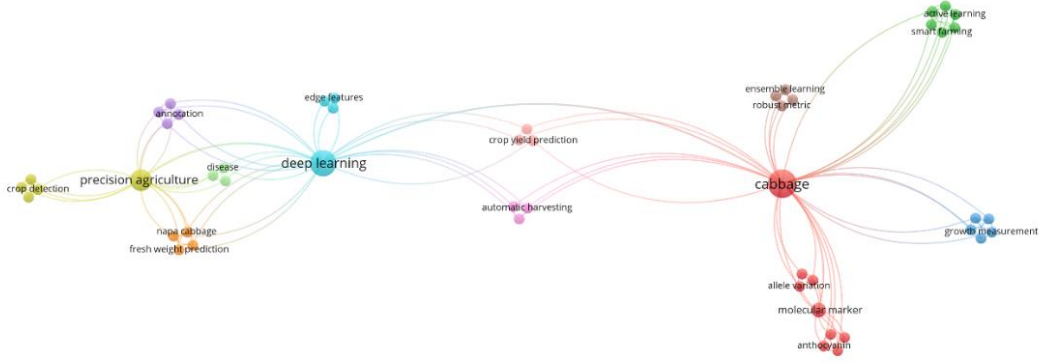 active learning
smart farming
ensemble learning
robust metric
edge features
annotation
crop yield prediction
deep learning
disease
precision agriculture
cabbage
crop detection
automatic harvesting
napa cabbage
growth measurement
fresh weight prediction
allele variation
molecular marker
anthocyanin